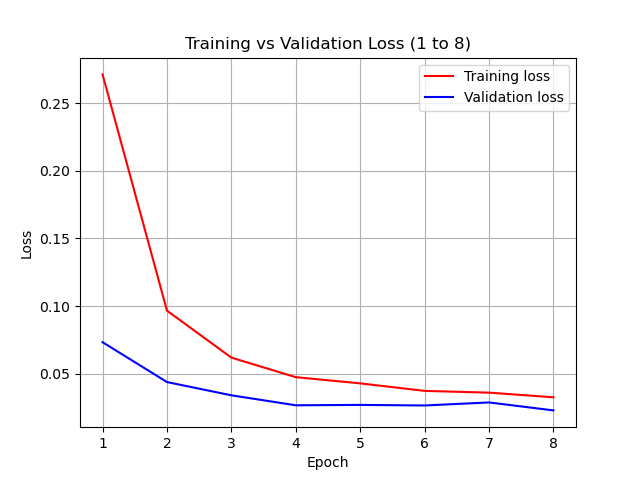 Training vs Validation Loss (1 to 8)
Training loss
Validation loss
0.25
0.20
0.15
0.10
0.05
Loss
1 2 3 4 5 6 7 8
Epoch